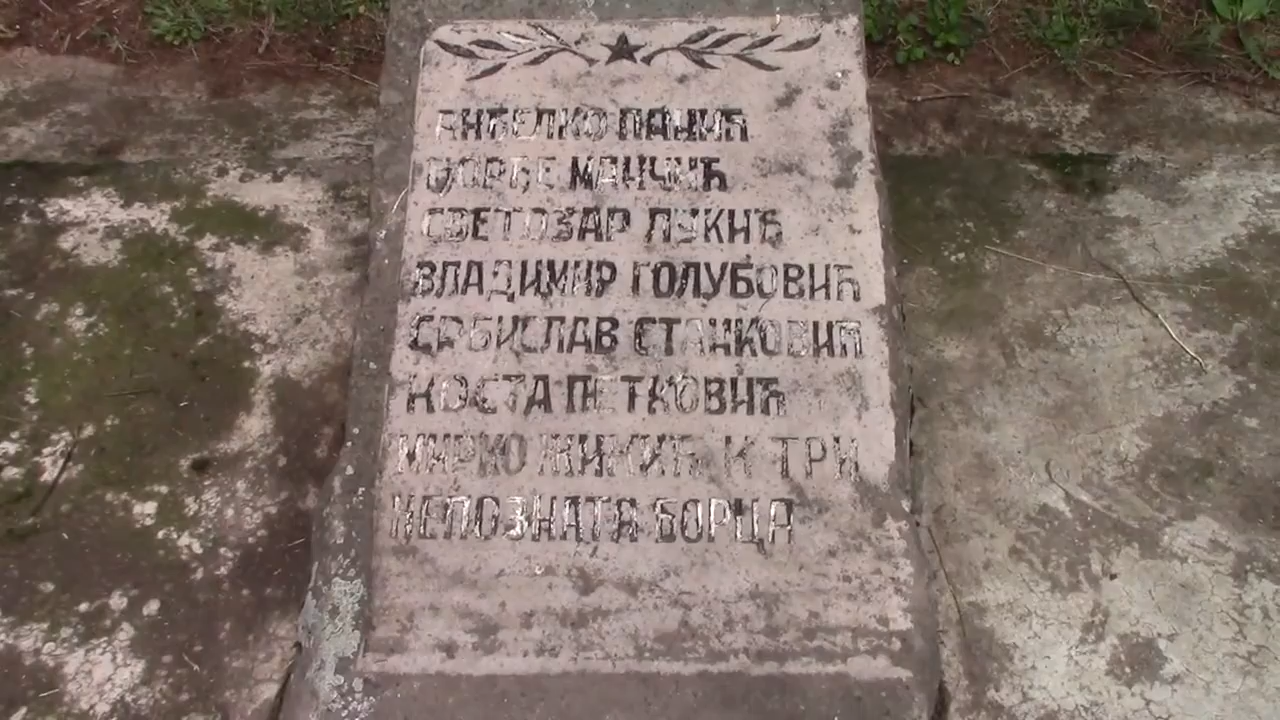 АНЂЕЛКО ПАНИЋ
ЂОРЂЕ МАНЧИЋ
СВЕТОЗАР ЛУКИЋ
ВЛАДИМИР ГОЛУБОВИЋ
СРБИСЛАВ СТАНКОВИЋ
КОСТА ПЕТКОВИЋ
МИРКО ЖИКИЋ И ТРИ
НЕПОЗНАТА БОРЦА